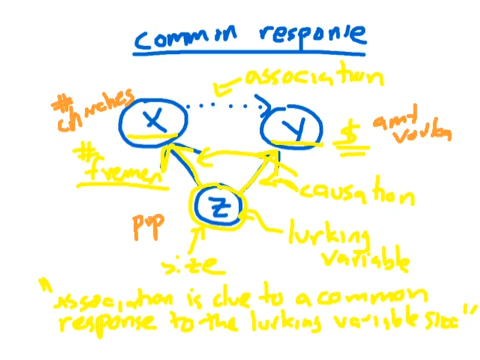 common response
association
#
churches
X
Y
$
amt
vodka
#
firemen
causation
Z
pop
lurking
variable
size
"Association is due to a common
response to the lurking variable size"